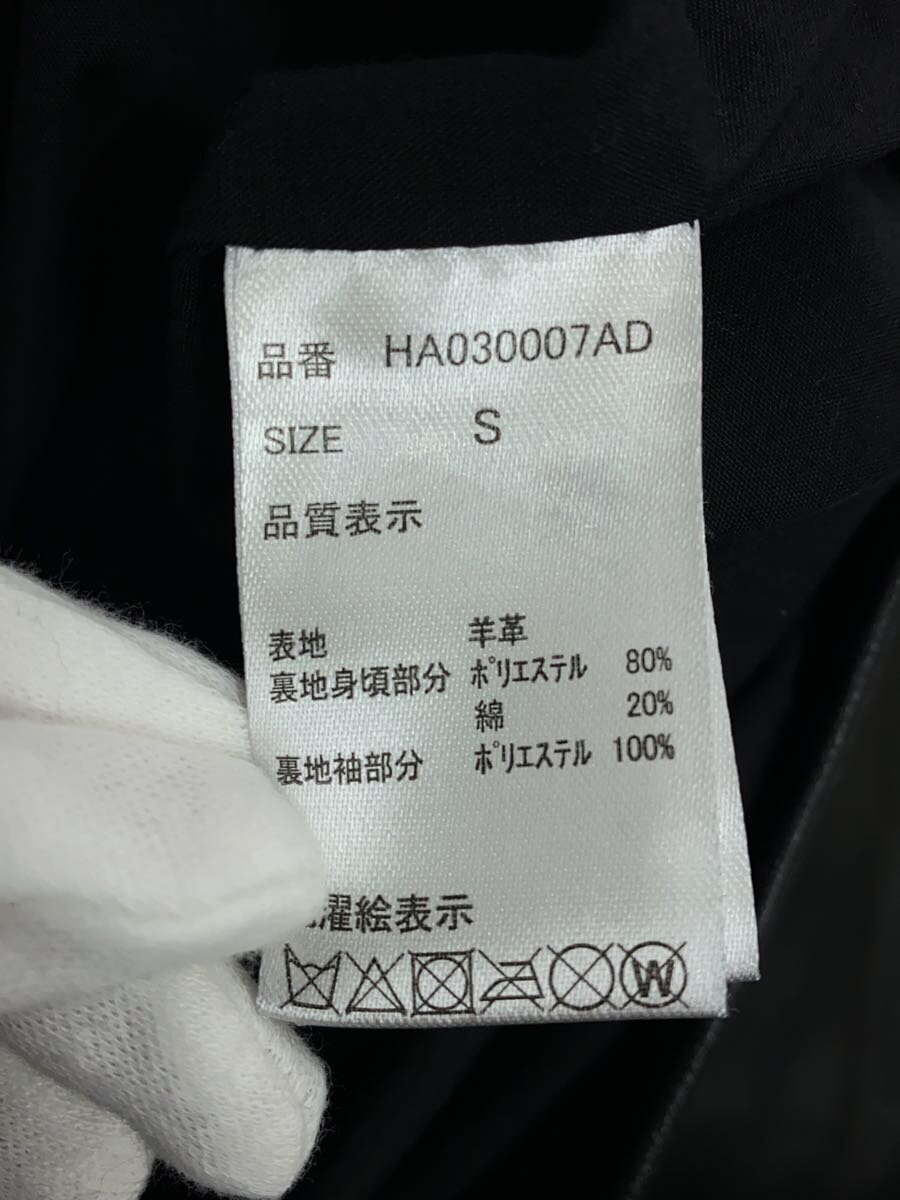 品番 HA030007AD
SIZE S
品質表示
表地 羊革
裏地身頃部分 ポリエステル 80%
綿 20%
裏地袖部分 ポリエステル 100%
濯絵表示
W